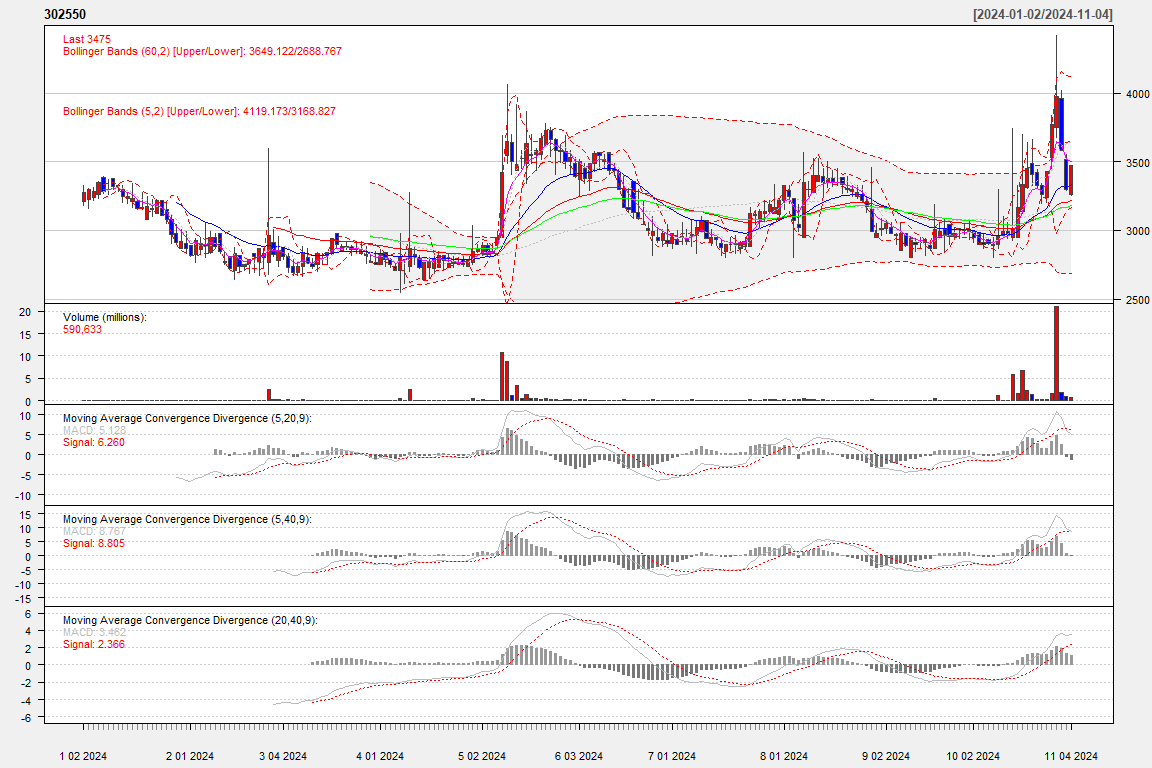 302550 [2024-01-02/2024-11-04]
Last 3475
Bollinger Bands (60,2) [Upper/Lower]: 3649.122/2688.767
Bollinger Bands (5,2) [Upper/Lower]: 4119.173/3168.827
4000
3500
3000
2500
Volume (millions):
590,633
20
15
10
5
0
Moving Average Convergence Divergence (5,20,9):
MACD: 5.128
Signal: 6.260
10
5
0
-5
-10
Moving Average Convergence Divergence (5,40,9):
MACD: 8.767
Signal: 8.805
15
10
5
0
-5
-10
-15
Moving Average Convergence Divergence (20,40,9):
MACD: 3.462
Signal: 2.366
6
4
2
0
-2
-4
-6
1 02 2024 2 01 2024 3 04 2024 4 01 2024 5 02 2024 6 03 2024 7 01 2024 8 01 2024 9 02 2024 10 02 2024 11 04 2024